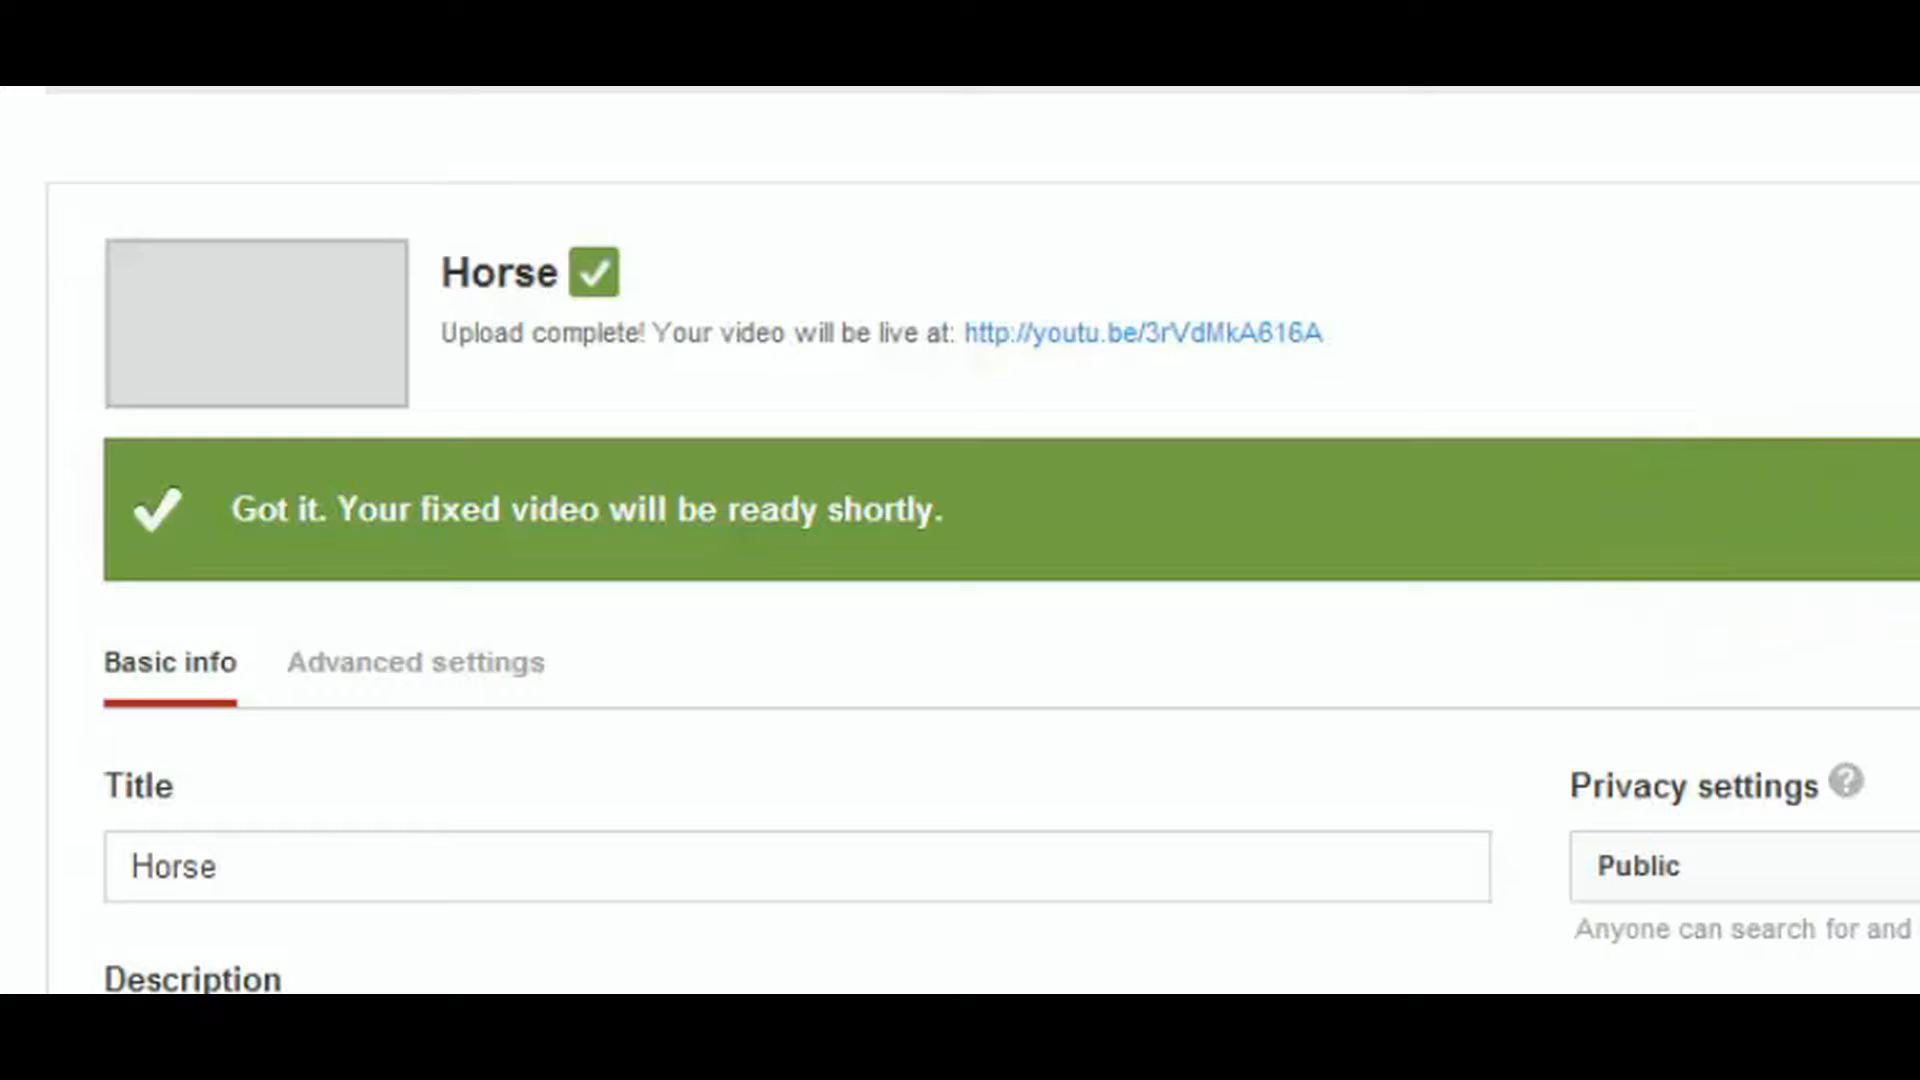 Horse
Upload complete! Your video will be live at: http://youtu.be/3rVdMkA616A
Got it. Your fixed video will be ready shortly.
Basic info Advanced settings
Title
Privacy settings ?
Horse
Public
Anyone can search for and
Description